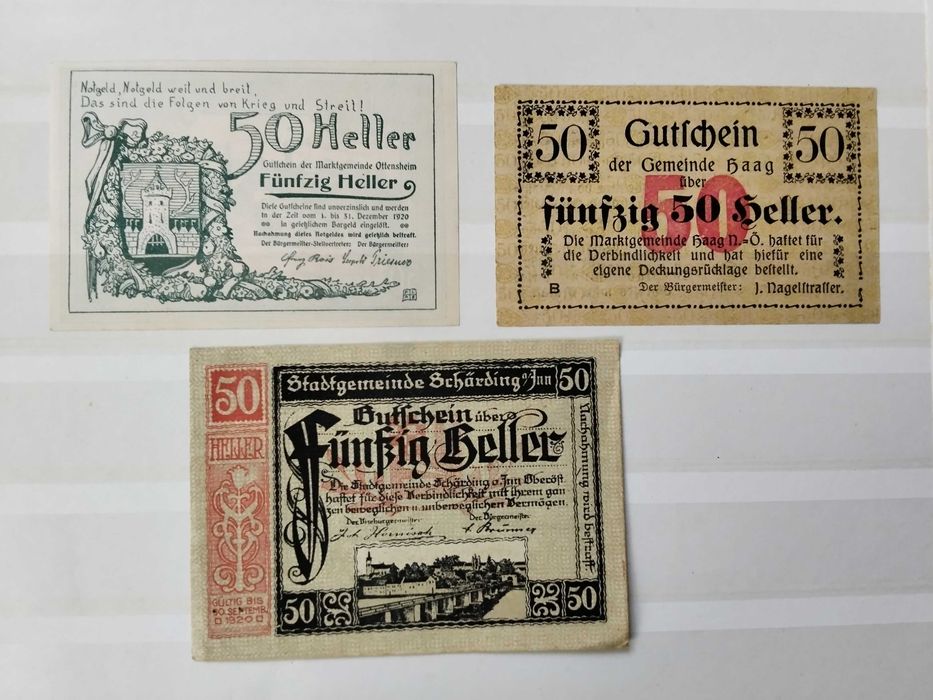 Notgeld, Notgeld weit und breit,
Das sind die Folgen von Krieg und Streit!
50 Heller
Gutschein der Marktgemeinde Ottensheim
Fünfzig Heller
Diese Gutscheine sind unverzinslich und werden
in der Zeit vom 1. bis 31. Dezember 1920
in gesetzlichem Bargeld eingelöst.
Nachahmung dieses Notgeldes wird gesetzlich bestraft.
Der Bürgermeister-Stellvertreter: Der Bürgermeister:
50 Gutschein 50
der Gemeinde Haag
über
50
fünfzig 50 Heller.
Die Marktgemeinde Haag N.-Ö. haftet für
die Verbindlichkeit und hat hiefür eine
eigene Deckungsrücklage bestellt.
B Der Bürgermeister: J. Nagelstrasser.
50
HELLER
GÜLTIG BIS
30. SEPTEMB.
1920
Stadtgemeinde Schärding a/Inn 50
Gutschein über
Fünfzig Heller
Die Stadtgemeinde Schärding a. Inn Oberöst
haftet für diese Verbindlichkeit mit ihrem gan
zen beweglichen u. unbeweglichen Vermögen.
Der Vizebürgermeister: Der Bürgermeister:
Nachahmung wird bestraft
50 50